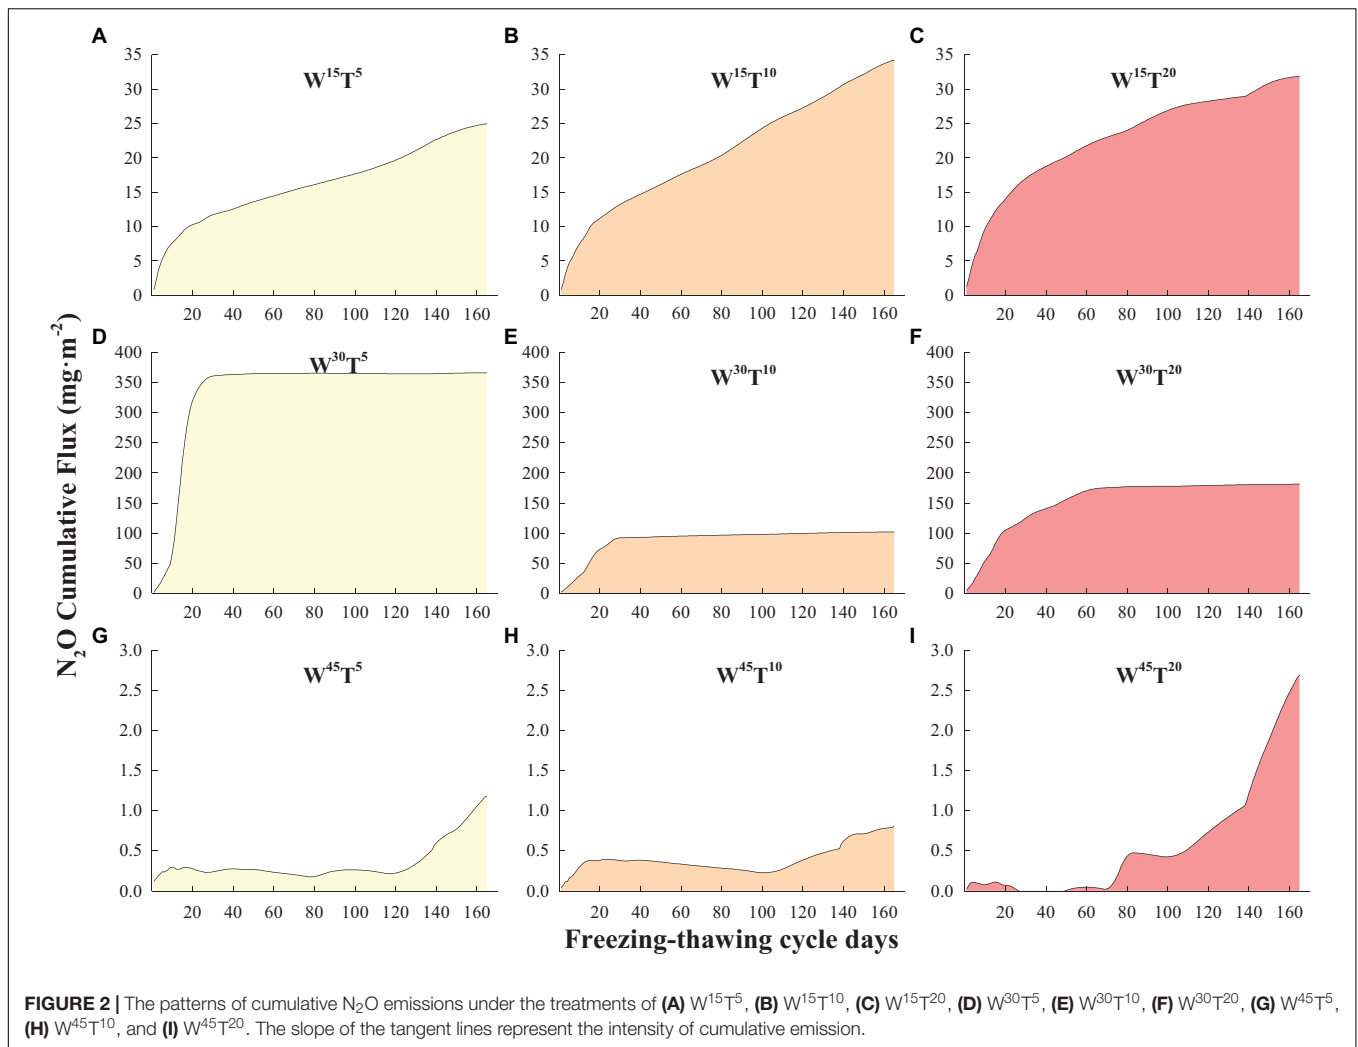 A
B
C
W15T5
W15T10
W15T20
35
30
25
20
15
10
5
0
20 40 60 80 100 120 140 160
35
30
25
20
15
10
5
0
20 40 60 80 100 120 140 160
35
30
25
20
15
10
5
0
20 40 60 80 100 120 140 160
N2O Cumulative Flux (mg·m-2)
D
E
F
W30T5
W30T10
W30T20
400
350
300
250
200
150
100
50
0
20 40 60 80 100 120 140 160
400
350
300
250
200
150
100
50
0
20 40 60 80 100 120 140 160
400
350
300
250
200
150
100
50
0
20 40 60 80 100 120 140 160
G
H
I
W45T5
W45T10
W45T20
3.0
2.5
2.0
1.5
1.0
0.5
0.0
20 40 60 80 100 120 140 160
3.0
2.5
2.0
1.5
1.0
0.5
0.0
20 40 60 80 100 120 140 160
3.0
2.5
2.0
1.5
1.0
0.5
0.0
20 40 60 80 100 120 140 160
Freezing-thawing cycle days
FIGURE 2 | The patterns of cumulative N2O emissions under the treatments of (A) W15T5, (B) W15T10, (C) W15T20, (D) W30T5, (E) W30T10, (F) W30T20, (G) W45T5,
(H) W45T10, and (I) W45T20. The slope of the tangent lines represent the intensity of cumulative emission.